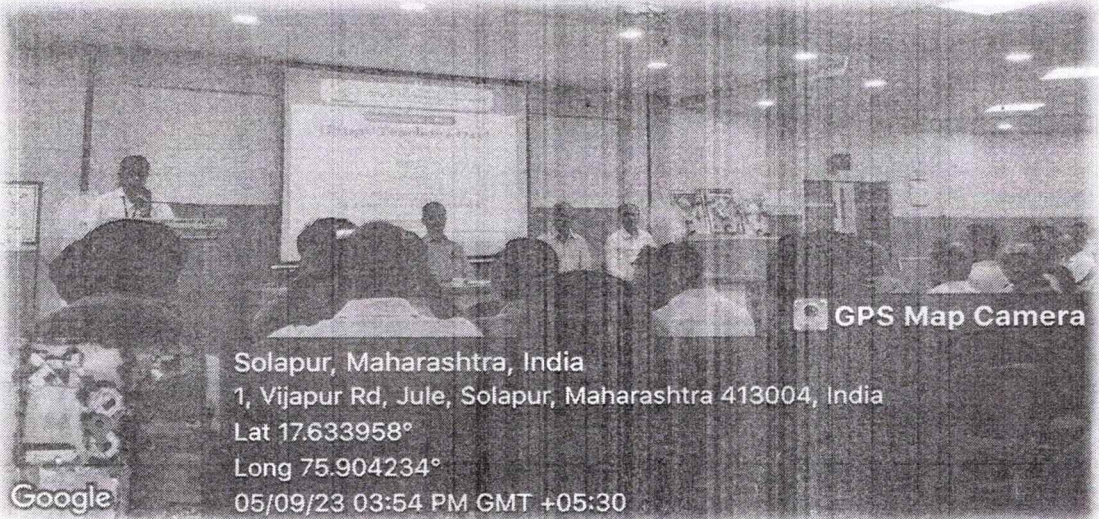 GPS Map Camera
Solapur, Maharashtra, India
1, Vijapur Rd, Jule, Solapur, Maharashtra 413004, India
Lat 17.633958°
Long 75.904234°
05/09/23 03:54 PM GMT +05:30
Google